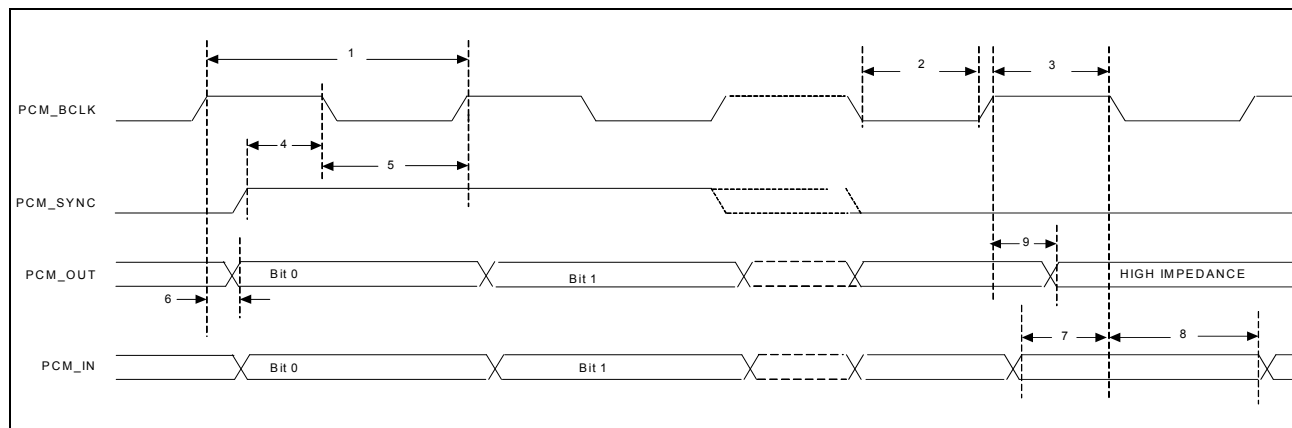 1
2
3
PCM_BCLK
4
5
PCM_SYNC
9
PCM_OUT
Bit 0
Bit 1
HIGH IMPEDANCE
6
7
8
PCM_IN
Bit 0
Bit 1